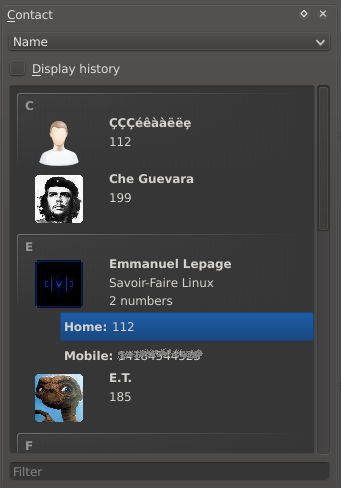 Contact
Name
Display history
C
ÇÇÇéêàààëëę
112
Che Guevara
199
E
Emmanuel Lepage
Savoir-Faire Linux
2 numbers
Home: 112
Mobile:
E.T.
185
F
Filter